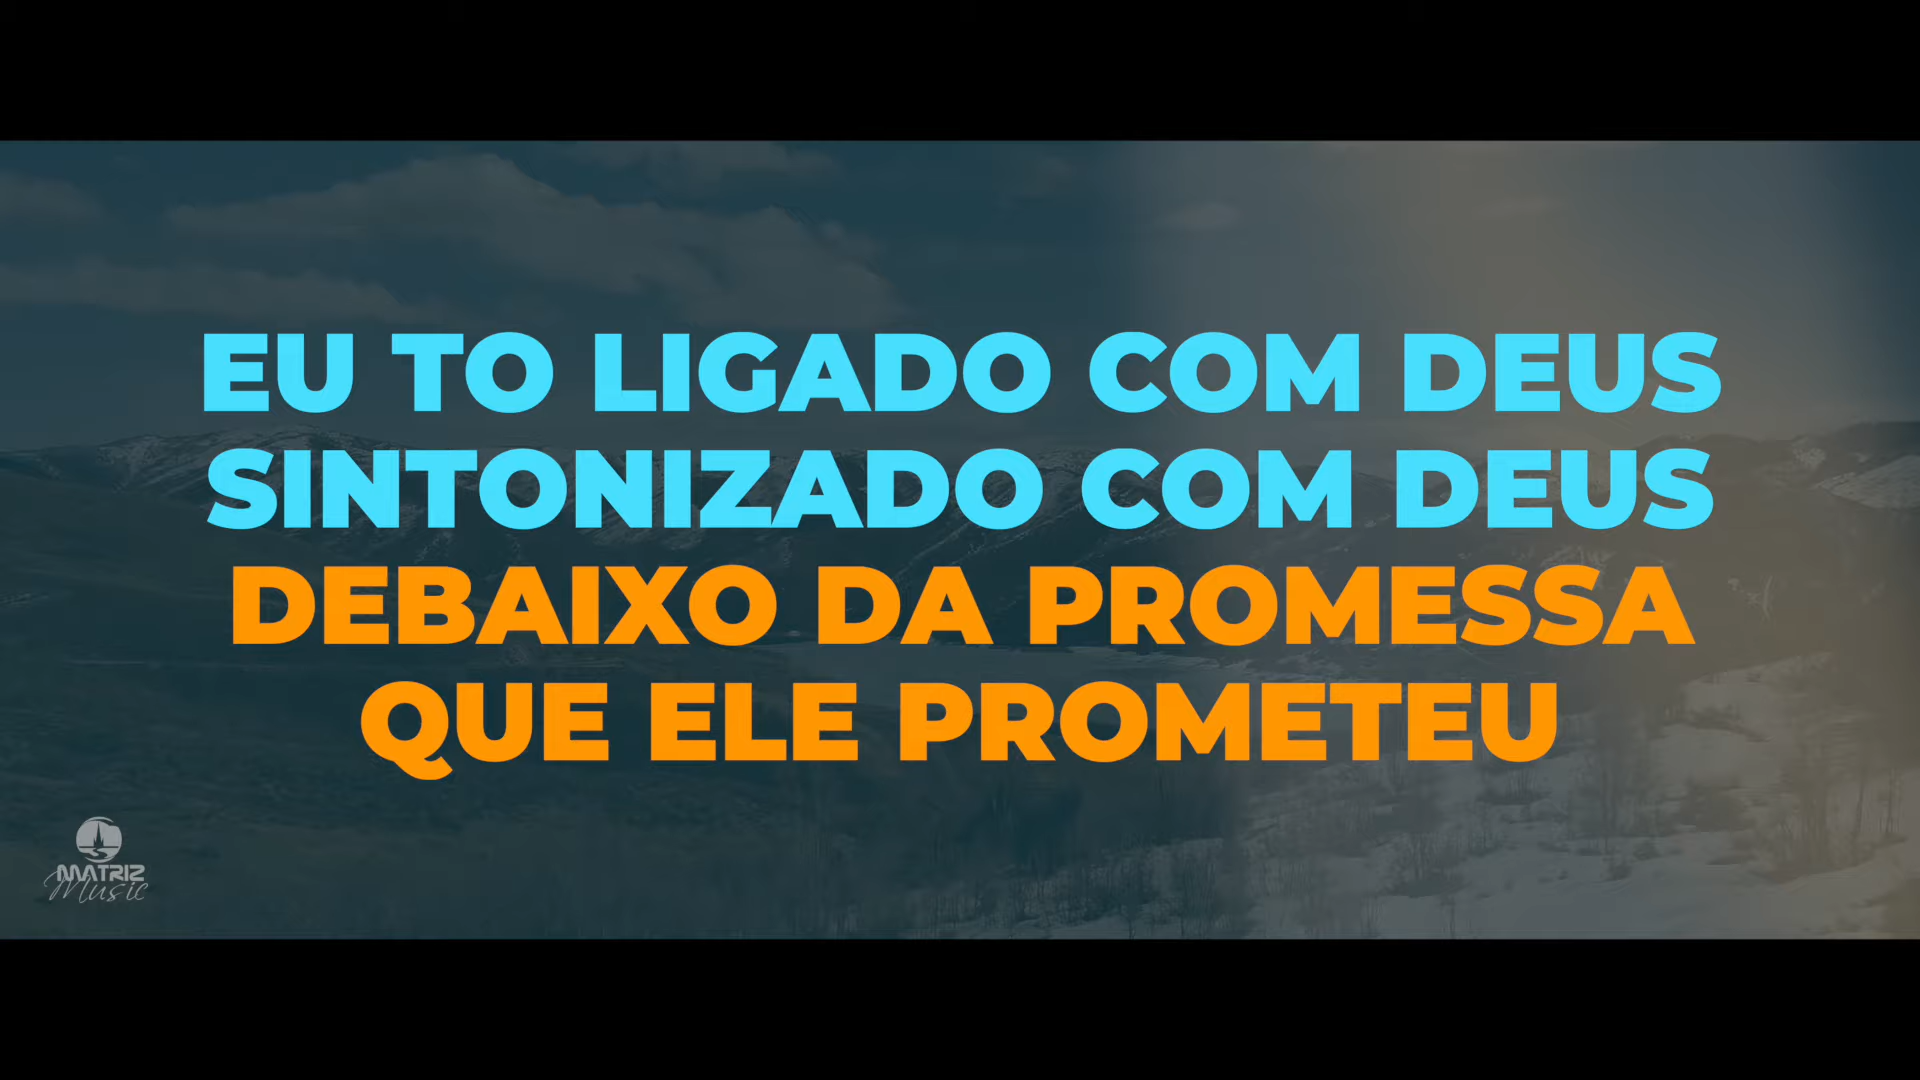 EU TO LIGADO COM DEUS
SINTONIZADO COM DEUS
DEBAIXO DA PROMESSA
QUE ELE PROMETEU
MATRIZ
Music